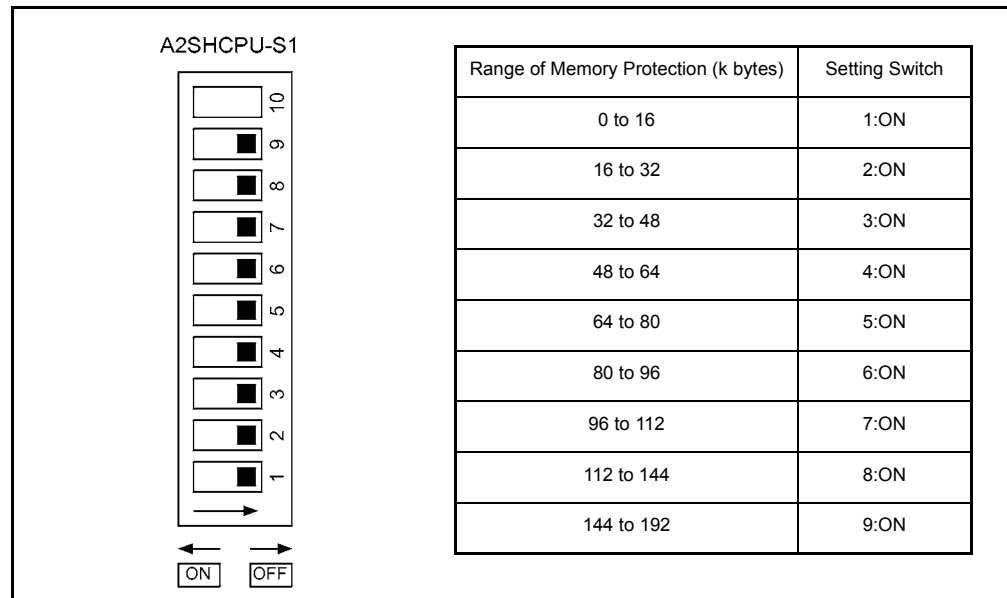 A2SHCPU-S1
10
9
8
7
6
5
4
3
2
1
ON OFF
Range of Memory Protection (k bytes) Setting Switch
0 to 16 1:ON
16 to 32 2:ON
32 to 48 3:ON
48 to 64 4:ON
64 to 80 5:ON
80 to 96 6:ON
96 to 112 7:ON
112 to 144 8:ON
144 to 192 9:ON